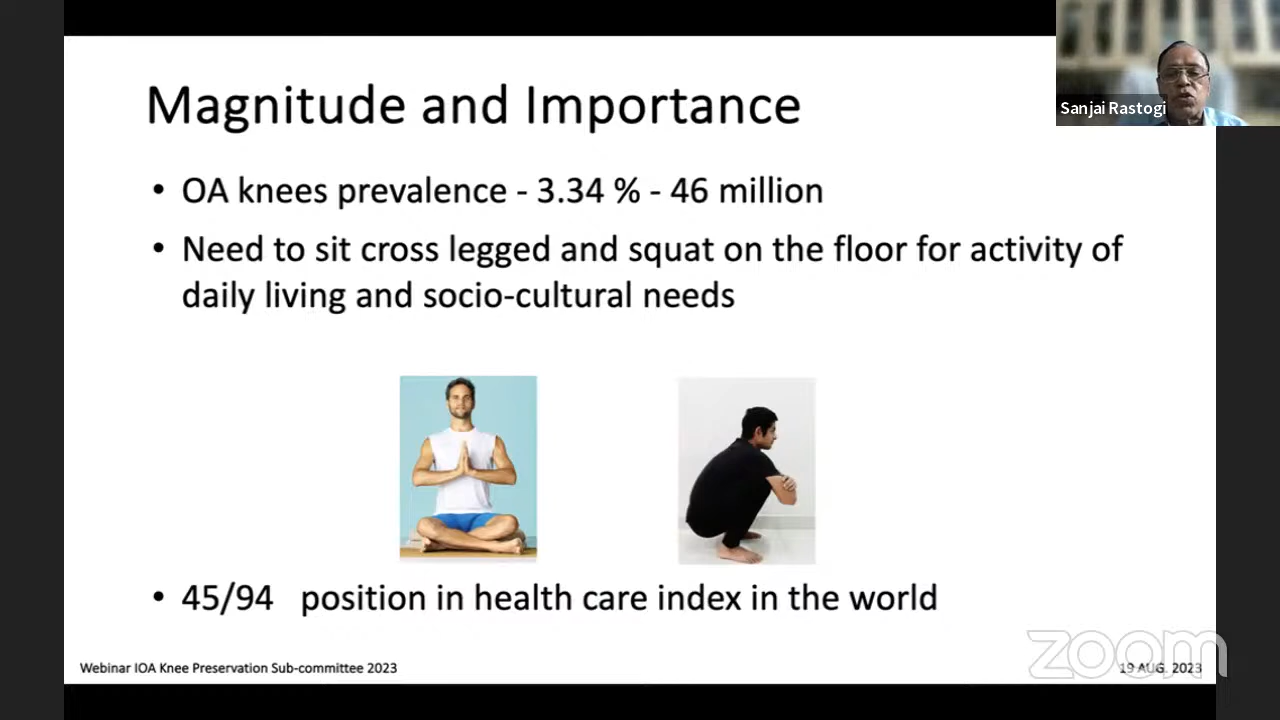 Magnitude and Importance
Sanjai Rastogi
• OA knees prevalence - 3.34 % - 46 million
• Need to sit cross legged and squat on the floor for activity of
daily living and socio-cultural needs
• 45/94 position in health care index in the world
Webinar IOA Knee Preservation Sub-committee 2023
19 AUG. 2023
zoom